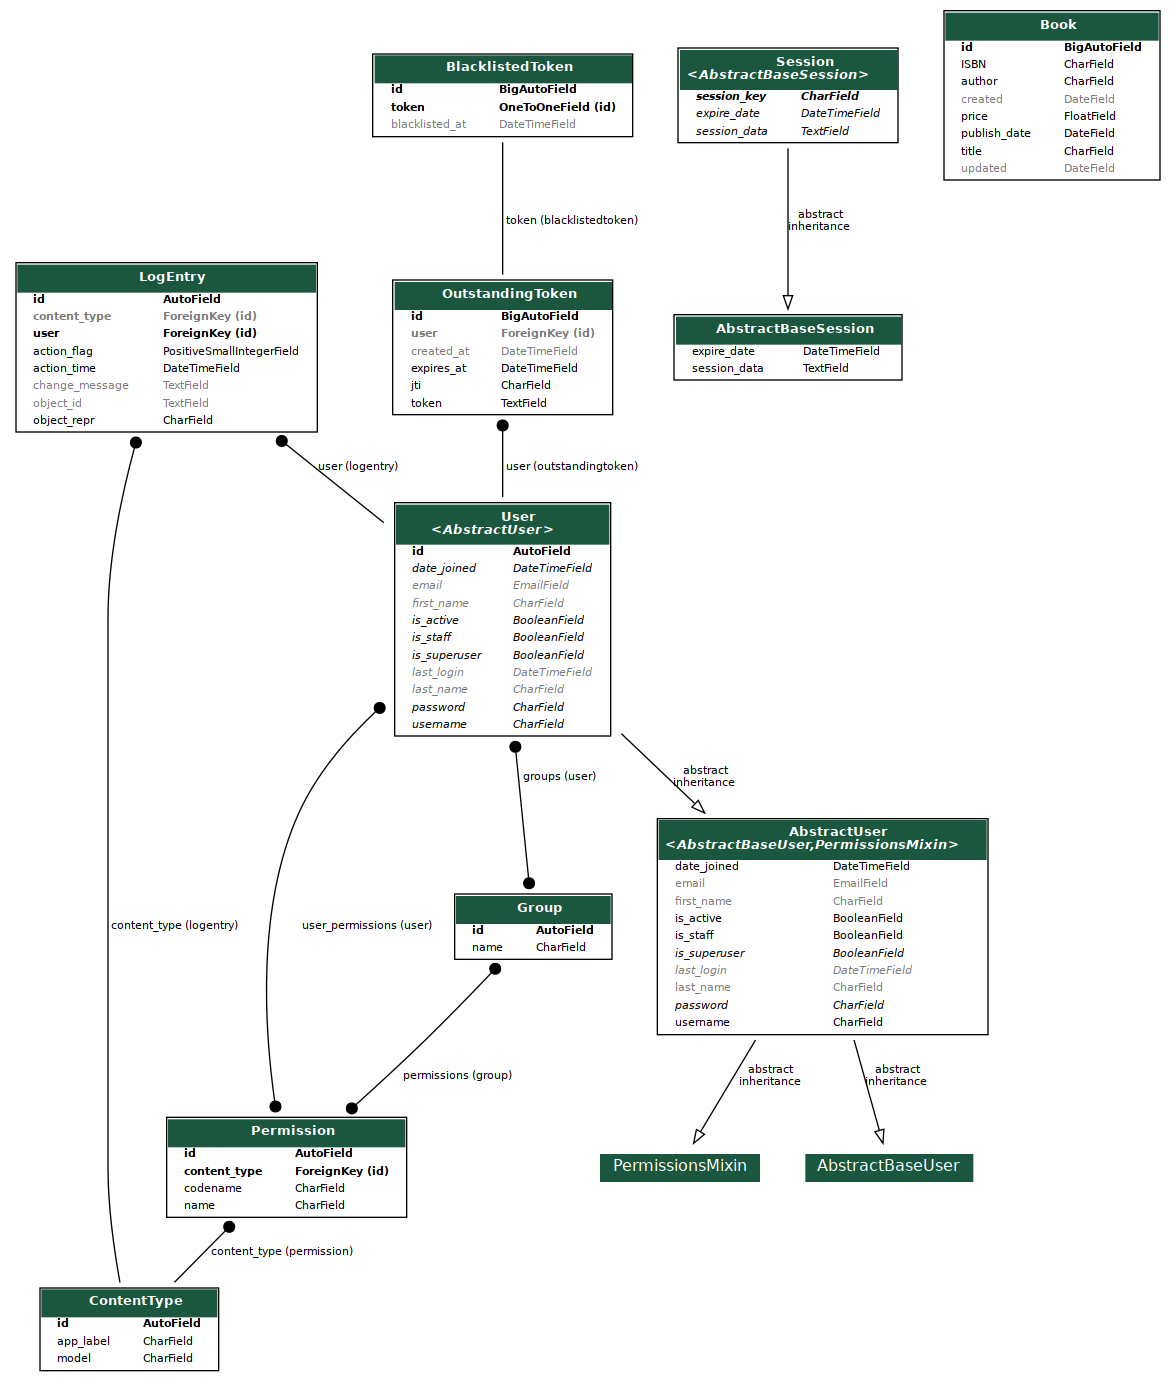 Book
id BigAutoField
ISBN CharField
author CharField
created DateField
price FloatField
publish_date DateField
title CharField
updated DateField
BlacklistedToken
id BigAutoField
token OneToOneField (id)
blacklisted_at DateTimeField
Session
<AbstractBaseSession>
session_key CharField
expire_date DateTimeField
session_data TextField
token (blacklistedtoken)
abstract
inheritance
LogEntry
id AutoField
content_type ForeignKey (id)
user ForeignKey (id)
action_flag PositiveSmallIntegerField
action_time DateTimeField
change_message TextField
object_id TextField
object_repr CharField
OutstandingToken
id BigAutoField
user ForeignKey (id)
created_at DateTimeField
expires_at DateTimeField
jti CharField
token TextField
AbstractBaseSession
expire_date DateTimeField
session_data TextField
user (logentry)
user (outstandingtoken)
User
<AbstractUser>
id AutoField
date_joined DateTimeField
email EmailField
first_name CharField
is_active BooleanField
is_staff BooleanField
is_superuser BooleanField
last_login DateTimeField
last_name CharField
password CharField
username CharField
groups (user)
abstract
inheritance
AbstractUser
<AbstractBaseUser,PermissionsMixin>
date_joined DateTimeField
email EmailField
first_name CharField
is_active BooleanField
is_staff BooleanField
is_superuser BooleanField
last_login DateTimeField
last_name CharField
password CharField
username CharField
content_type (logentry)
user_permissions (user)
Group
id AutoField
name CharField
permissions (group)
abstract
inheritance
abstract
inheritance
Permission
id AutoField
content_type ForeignKey (id)
codename CharField
name CharField
PermissionsMixin
AbstractBaseUser
content_type (permission)
ContentType
id AutoField
app_label CharField
model CharField